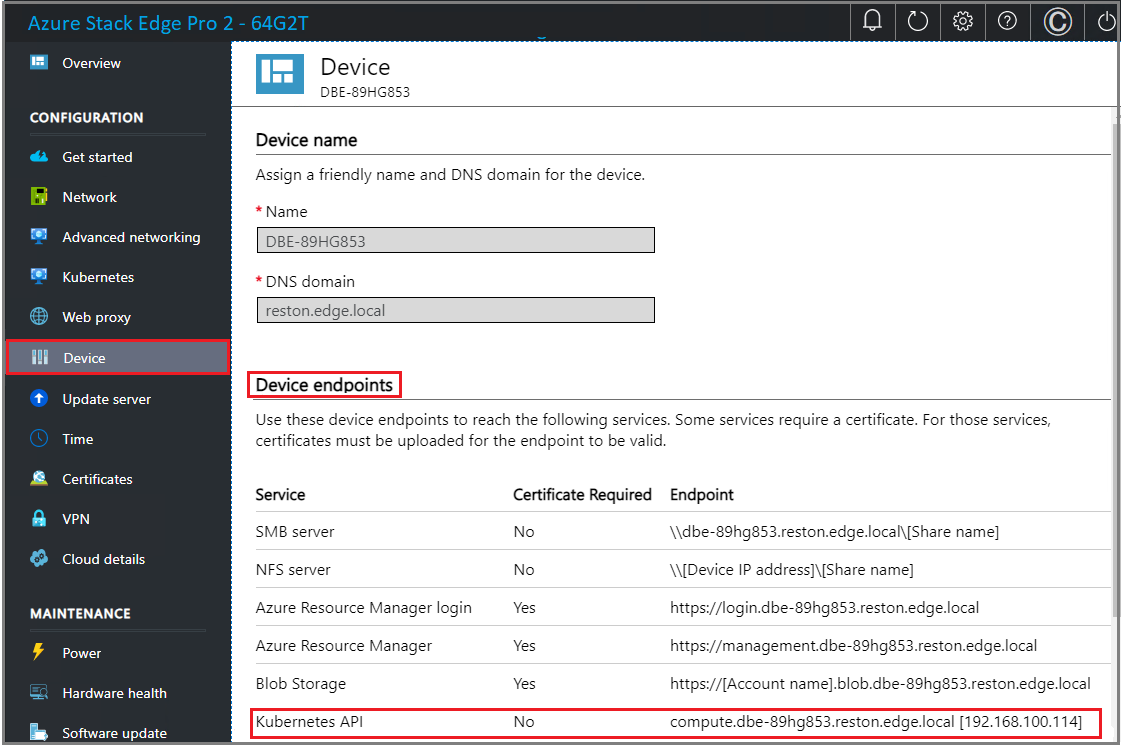 Azure Stack Edge Pro 2 - 64G2T
Overview
CONFIGURATION
Get started
Network
Advanced networking
Kubernetes
Web proxy
Device
Update server
Time
Certificates
VPN
Cloud details
MAINTENANCE
Power
Hardware health
Software update
Device
DBE-89HG853
Device name
Assign a friendly name and DNS domain for the device.
* Name
DBE-89HG853
* DNS domain
reston.edge.local
Device endpoints
Use these device endpoints to reach the following services. Some services require a certificate. For those services,
certificates must be uploaded for the endpoint to be valid.
Service Certificate Required Endpoint
SMB server No \\dbe-89hg853.reston.edge.local\[Share name]
NFS server No \\[Device IP address]\[Share name]
Azure Resource Manager login Yes https://login.dbe-89hg853.reston.edge.local
Azure Resource Manager Yes https://management.dbe-89hg853.reston.edge.local
Blob Storage Yes https://[Account name].blob.dbe-89hg853.reston.edge.local
Kubernetes API No compute.dbe-89hg853.reston.edge.local [192.168.100.114]